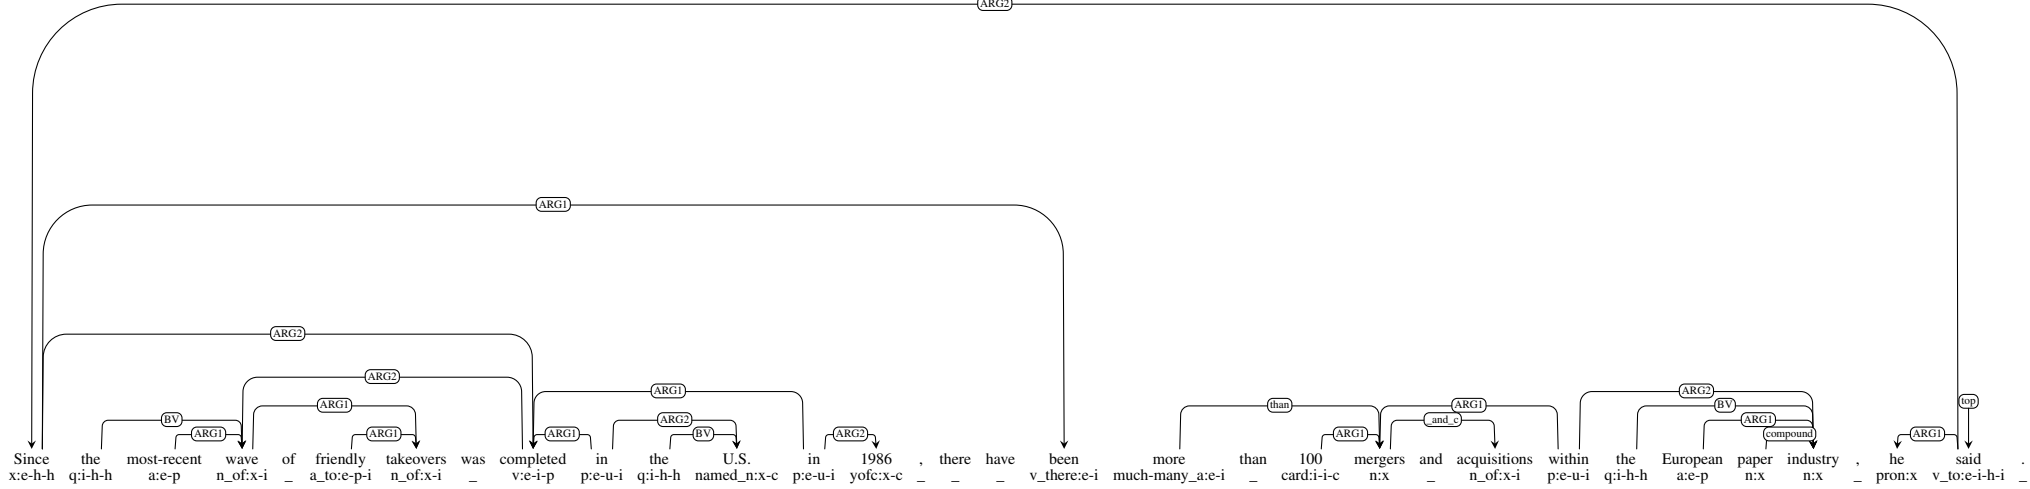 ARG2
ARG1
ARG2
ARG2
ARG1 ARG2
ARG1 than ARG1 BV top
BV ARG2 _and_c ARG1
ARG1 ARG1 ARG1 BV ARG2 ARG1 compound ARG1
Since the most-recent wave of friendly takeovers was completed in the U.S. in 1986 , there have been more than 100 mergers and acquisitions within the European paper industry , he said .
x:e-h-h q:i-h-h a:e-p n_of:x-i _ a_to:e-p-i n_of:x-i _ v:e-i-p p:e-u-i q:i-h-h named_n:x-c p:e-u-i yofc:x-c _ _ _ v_there:e-i much-many_a:e-i _ card:i-i-c n:x _ n_of:x-i p:e-u-i q:i-h-h a:e-p n:x n:x _ pron:x v_to:e-i-h-i _